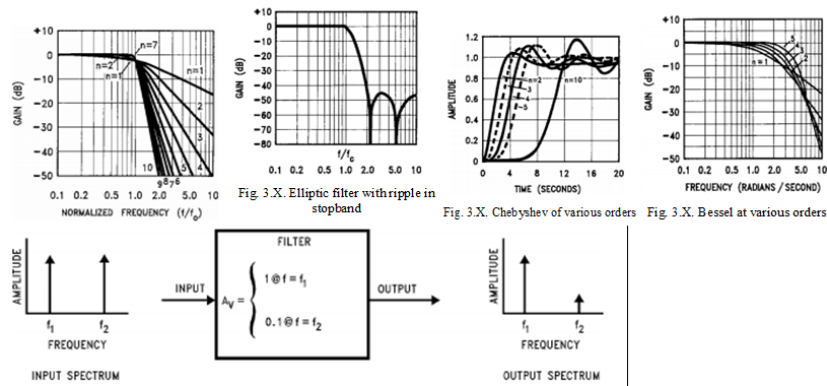 +10
0
−10
−20
−30
−40
−50
GAIN (dB)
n=7
n=2
n=1
n=1
2
3
4
5
10
9 8 7 6
0.1 0.2 0.5 1.0 2.0 5.0 10
NORMALIZED FREQUENCY (f/fₒ)
+10
0
−10
−20
−30
−40
−50
−60
−70
−80
GAIN (dB)
0.1 0.2 0.5 1.0 2.0 5.0 10
f/fc
Fig. 3.X. Elliptic filter with ripple in
stopband
1.2
1.0
0.8
0.6
0.4
0.2
0
AMPLITUDE
n=2
3
4
5
n=10
0 4 8 12 16 20
TIME (SECONDS)
Fig. 3.X. Chebyshev of various orders
+10
0
−10
−20
−30
−40
−50
GAIN (dB)
5
4
3
2
n=1
0.1 0.2 0.5 1.0 2.0 5.0 10
FREQUENCY (RADIANS/SECOND)
Fig. 3.X. Bessel at various orders
AMPLITUDE
f1 f2
FREQUENCY
INPUT SPECTRUM
INPUT
FILTER
AV =
1@f=f1
0.1@f=f2
OUTPUT
AMPLITUDE
f1 f2
FREQUENCY
OUTPUT SPECTRUM